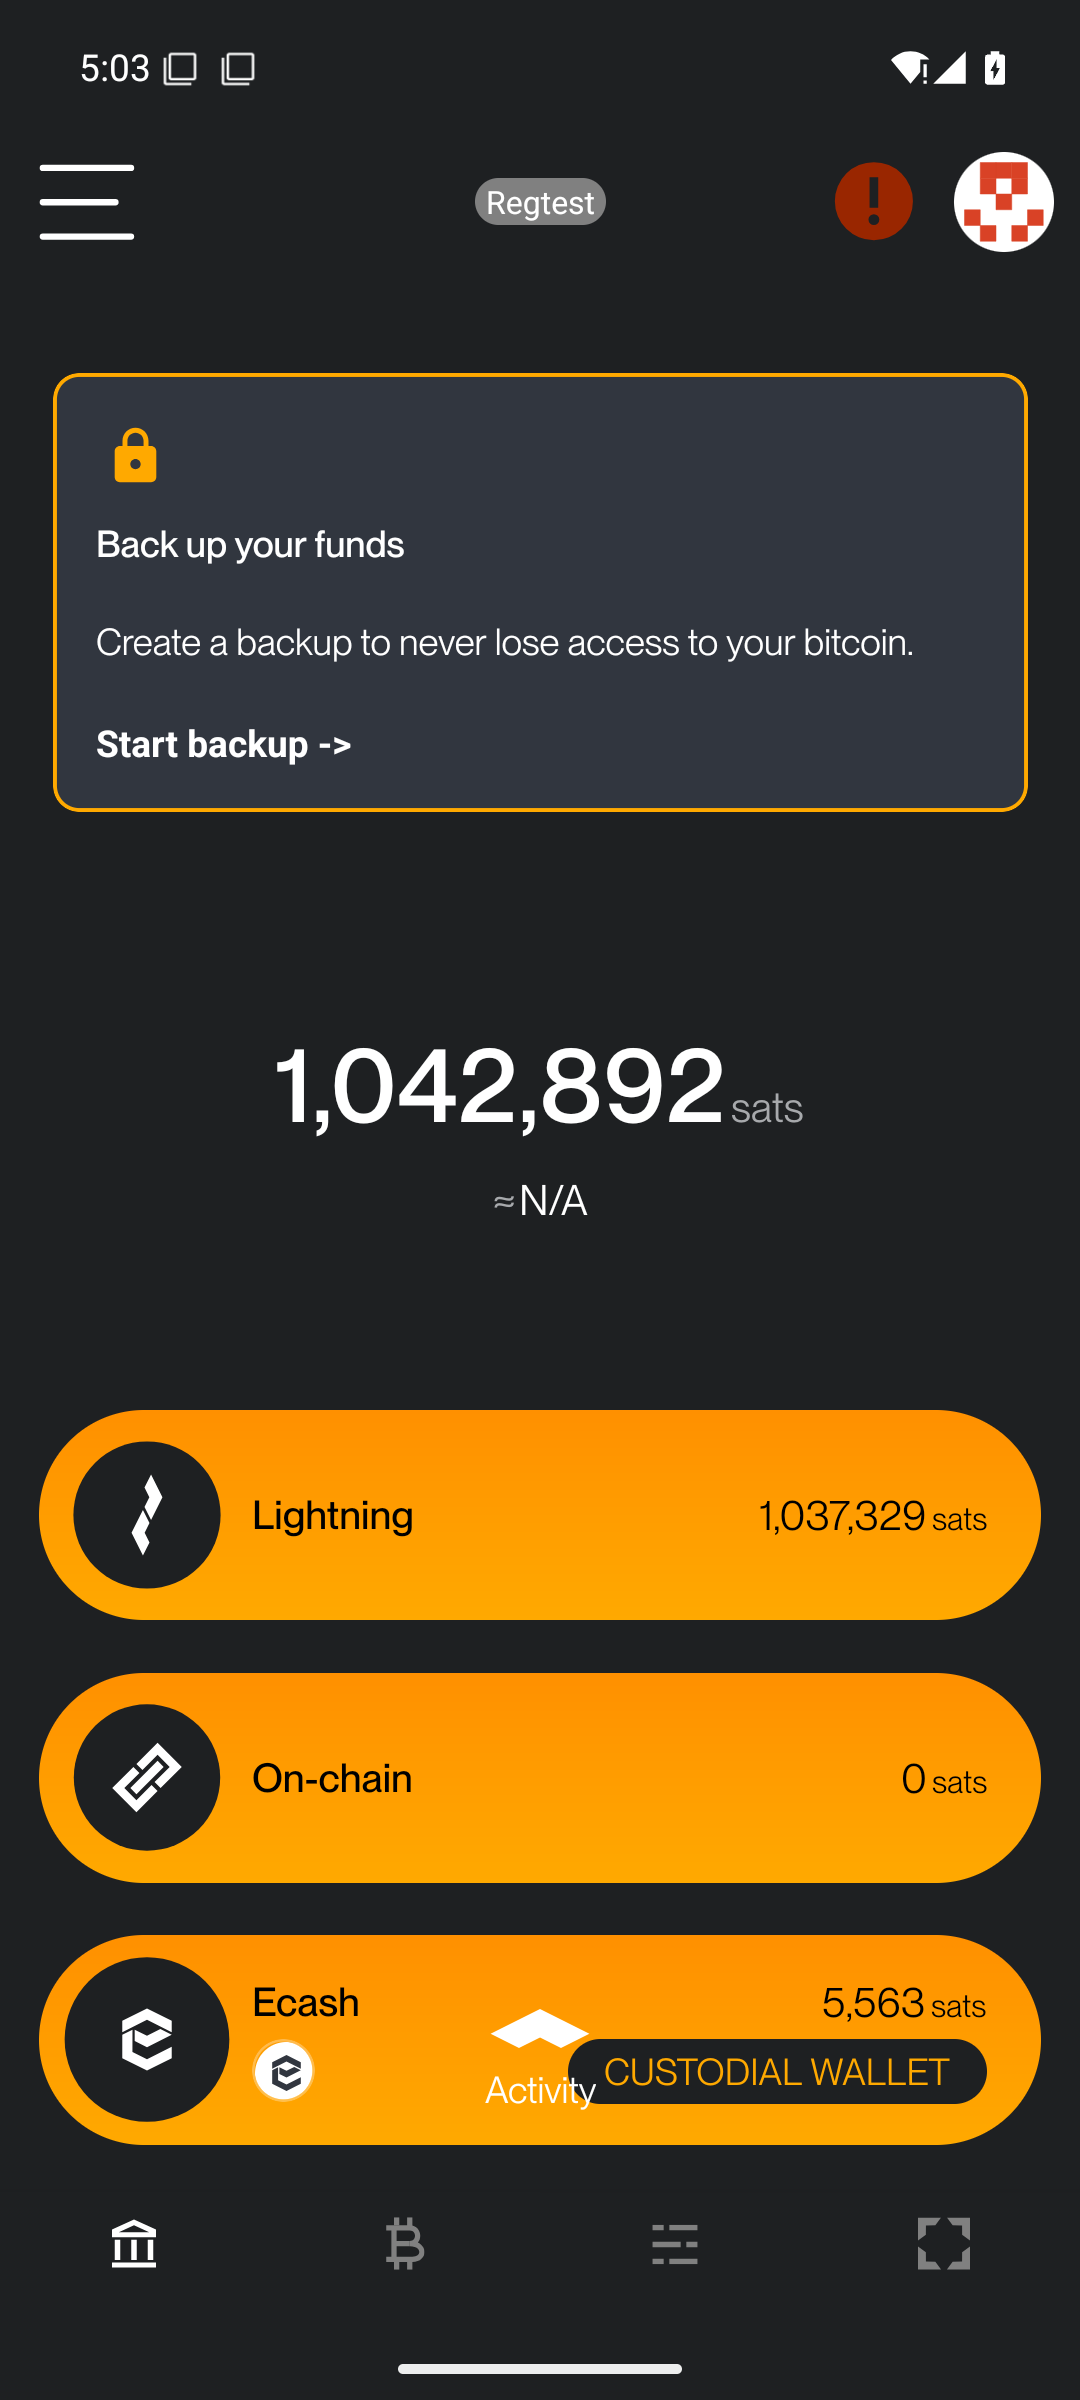 5:03
Regtest
Back up your funds
Create a backup to never lose access to your bitcoin.
Start backup ->
1,042,892 sats
≈N/A
Lightning
1,037,329 sats
On-chain
0 sats
Ecash
5,563 sats
Activity
CUSTODIAL WALLET